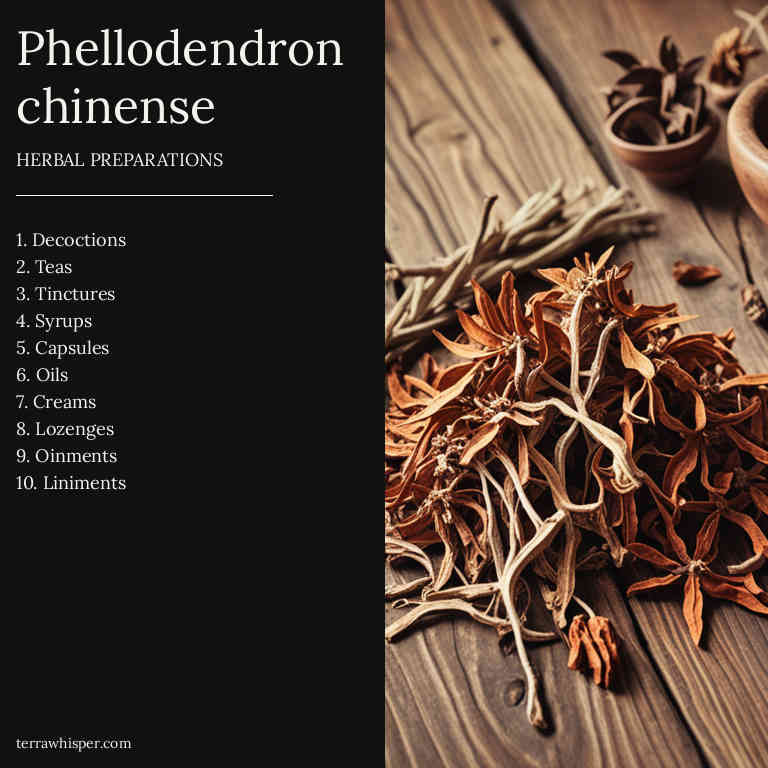 Phellodendron
chinense
HERBAL PREPARATIONS
1. Decoctions
2. Teas
3. Tinctures
4. Syrups
5. Capsules
6. Oils
7. Creams
8. Lozenges
9. Oinments
10. Liniments
terrawhisper.com